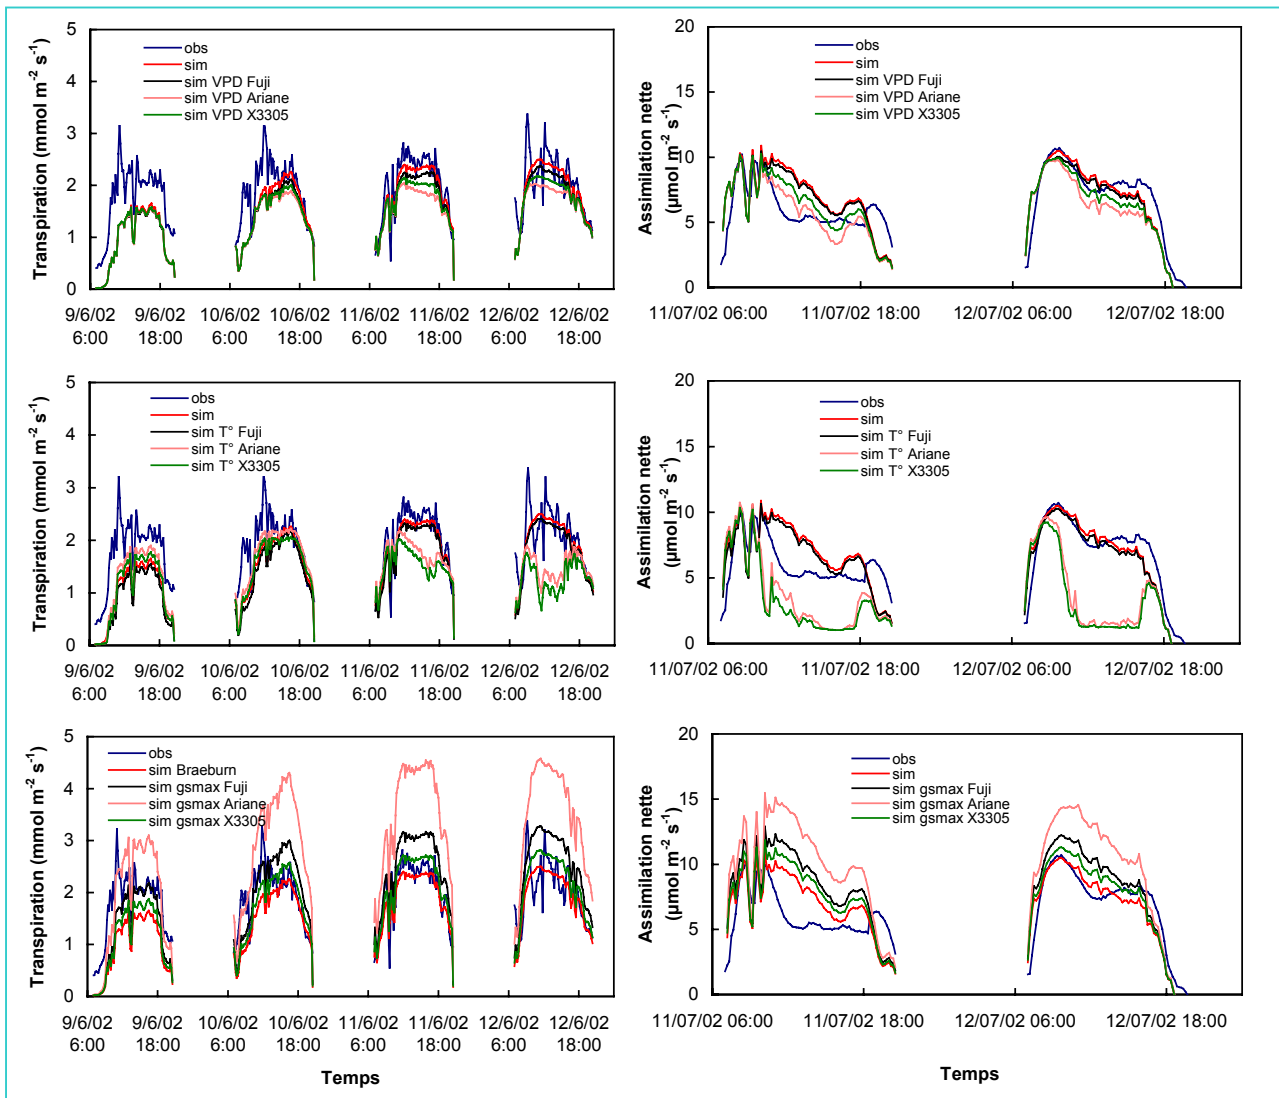 Transpiration (mmol m-2 s-1)
5
4
3
2
1
0
obs
sim
sim VPD Fuji
sim VPD Ariane
sim VPD X3305
9/6/02 9/6/02 10/6/02 10/6/02 11/6/02 11/6/02 12/6/02 12/6/02
6:00 18:00 6:00 18:00 6:00 18:00 6:00 18:00
Assimilation nette
(µmol m-2 s-1)
20
15
10
5
0
obs
sim
sim VPD Fuji
sim VPD Ariane
sim VPD X3305
11/07/02 06:00 11/07/02 18:00 12/07/02 06:00 12/07/02 18:00
Transpiration (mmol m-2 s-1)
5
4
3
2
1
0
obs
sim
sim T° Fuji
sim T° Ariane
sim T° X3305
9/6/02 9/6/02 10/6/02 10/6/02 11/6/02 11/6/02 12/6/02 12/6/02
6:00 18:00 6:00 18:00 6:00 18:00 6:00 18:00
Assimilation nette
(µmol m-2 s-1)
20
15
10
5
0
obs
sim
sim T° Fuji
sim T° Ariane
sim T° X3305
11/07/02 06:00 11/07/02 18:00 12/07/02 06:00 12/07/02 18:00
Transpiration (mmol m-2 s-1)
5
4
3
2
1
0
obs
sim Braeburn
sim gsmax Fuji
sim gsmax Ariane
sim gsmax X3305
9/6/02 9/6/02 10/6/02 10/6/02 11/6/02 11/6/02 12/6/02 12/6/02
6:00 18:00 6:00 18:00 6:00 18:00 6:00 18:00
Temps
Assimilation nette
(µmol m-2 s-1)
20
15
10
5
0
obs
sim
sim gsmax Fuji
sim gsmax Ariane
sim gsmax X3305
11/07/02 06:00 11/07/02 18:00 12/07/02 06:00 12/07/02 18:00
Temps